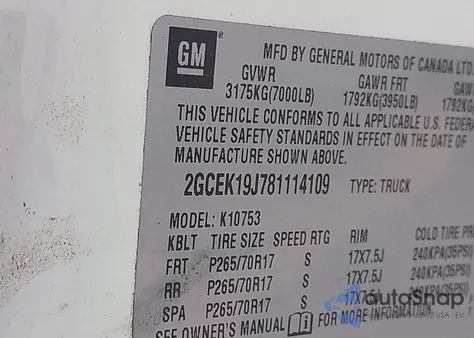 GM
MFD BY GENERAL MOTORS OF CANADA LTD.
GVWR GAWR FRT
3175KG(7000LB) 1792KG(3950LB)
THIS VEHICLE CONFORMS TO ALL APPLICABLE U.S.
VEHICLE SAFETY STANDARDS IN EFFECT ON THE DATE OF
MANUFACTURE SHOWN ABOVE.
2GCEK19J781114109 TYPE: TRUCK
MODEL: K10753
KBLT TIRE SIZE SPEED RTG RIM COLD TIRE
FRT P265/70R17 S 17X7.5J 240KPA(35PSI)
RR P265/70R17 S 17X7.5J 240KPA(35PSI)
SPA P265/70R17 S
SEE OWNER'S MANUAL FOR MORE INFORMATION
autoSnap